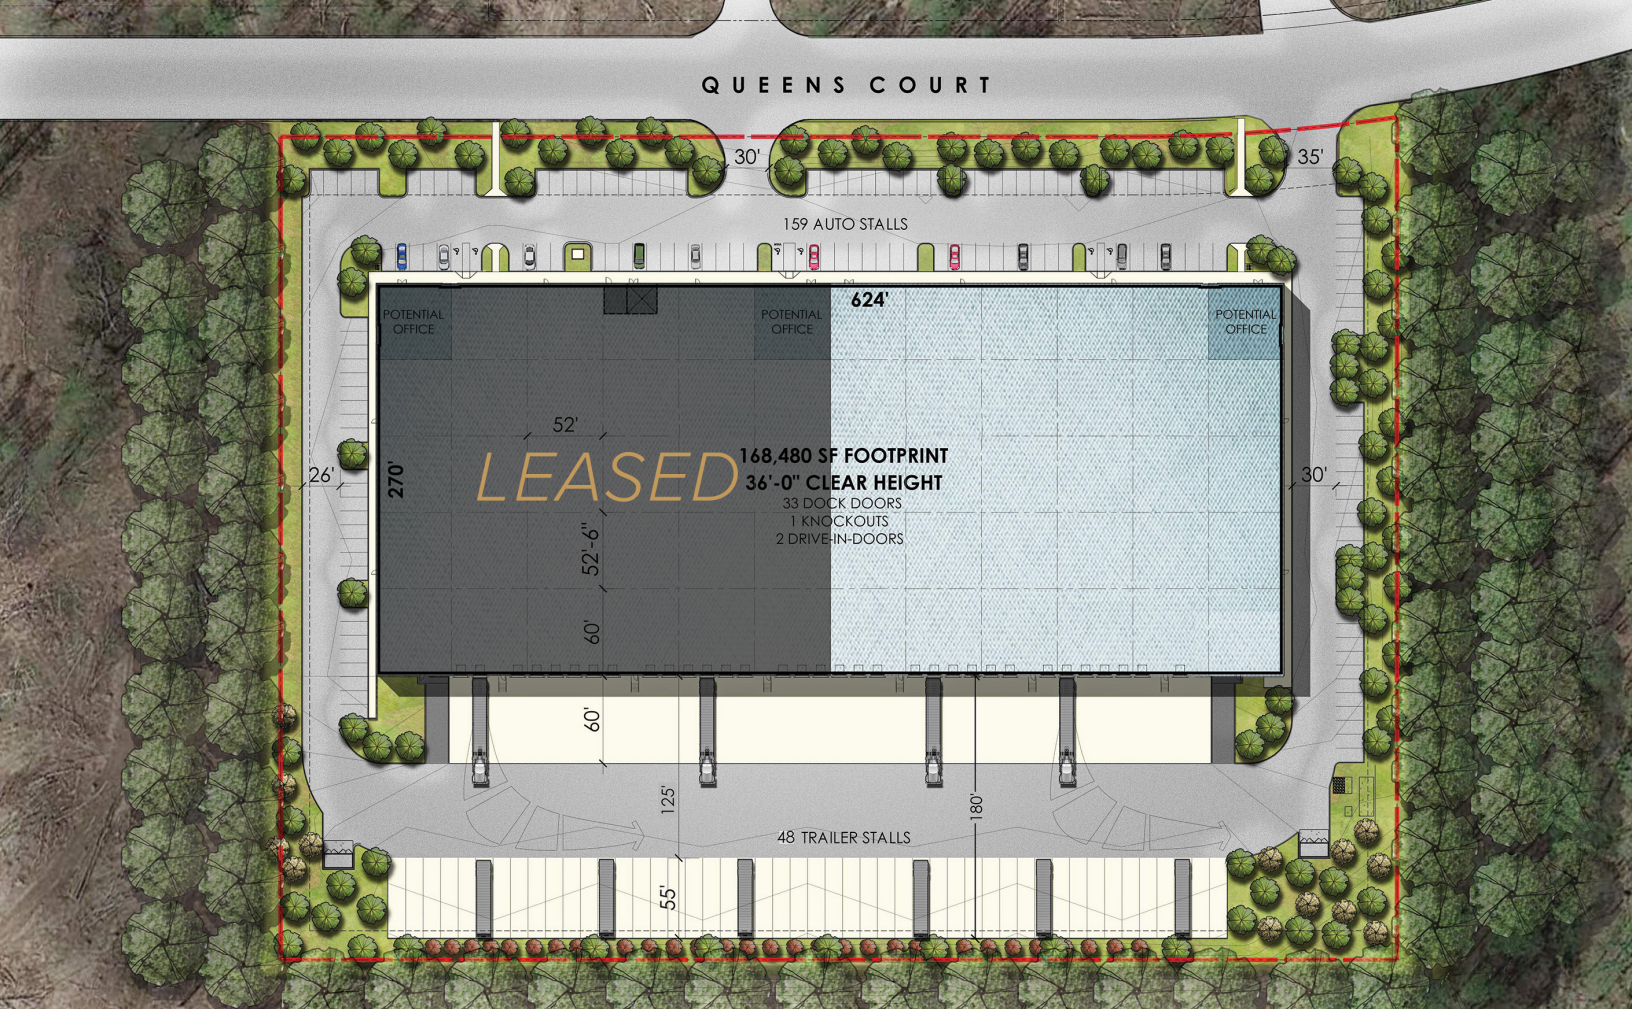 QUEENS COURT
30'
35'
159 AUTO STALLS
624'
POTENTIAL
OFFICE
POTENTIAL
OFFICE
POTENTIAL
OFFICE
52'
LEASED
168,480 SF FOOTPRINT
36'-0" CLEAR HEIGHT
33 DOCK DOORS
1 KNOCKOUTS
2 DRIVE-IN-DOORS
26'
270'
30'
52'-6"
60'
60'
125'
180'
48 TRAILER STALLS
55'